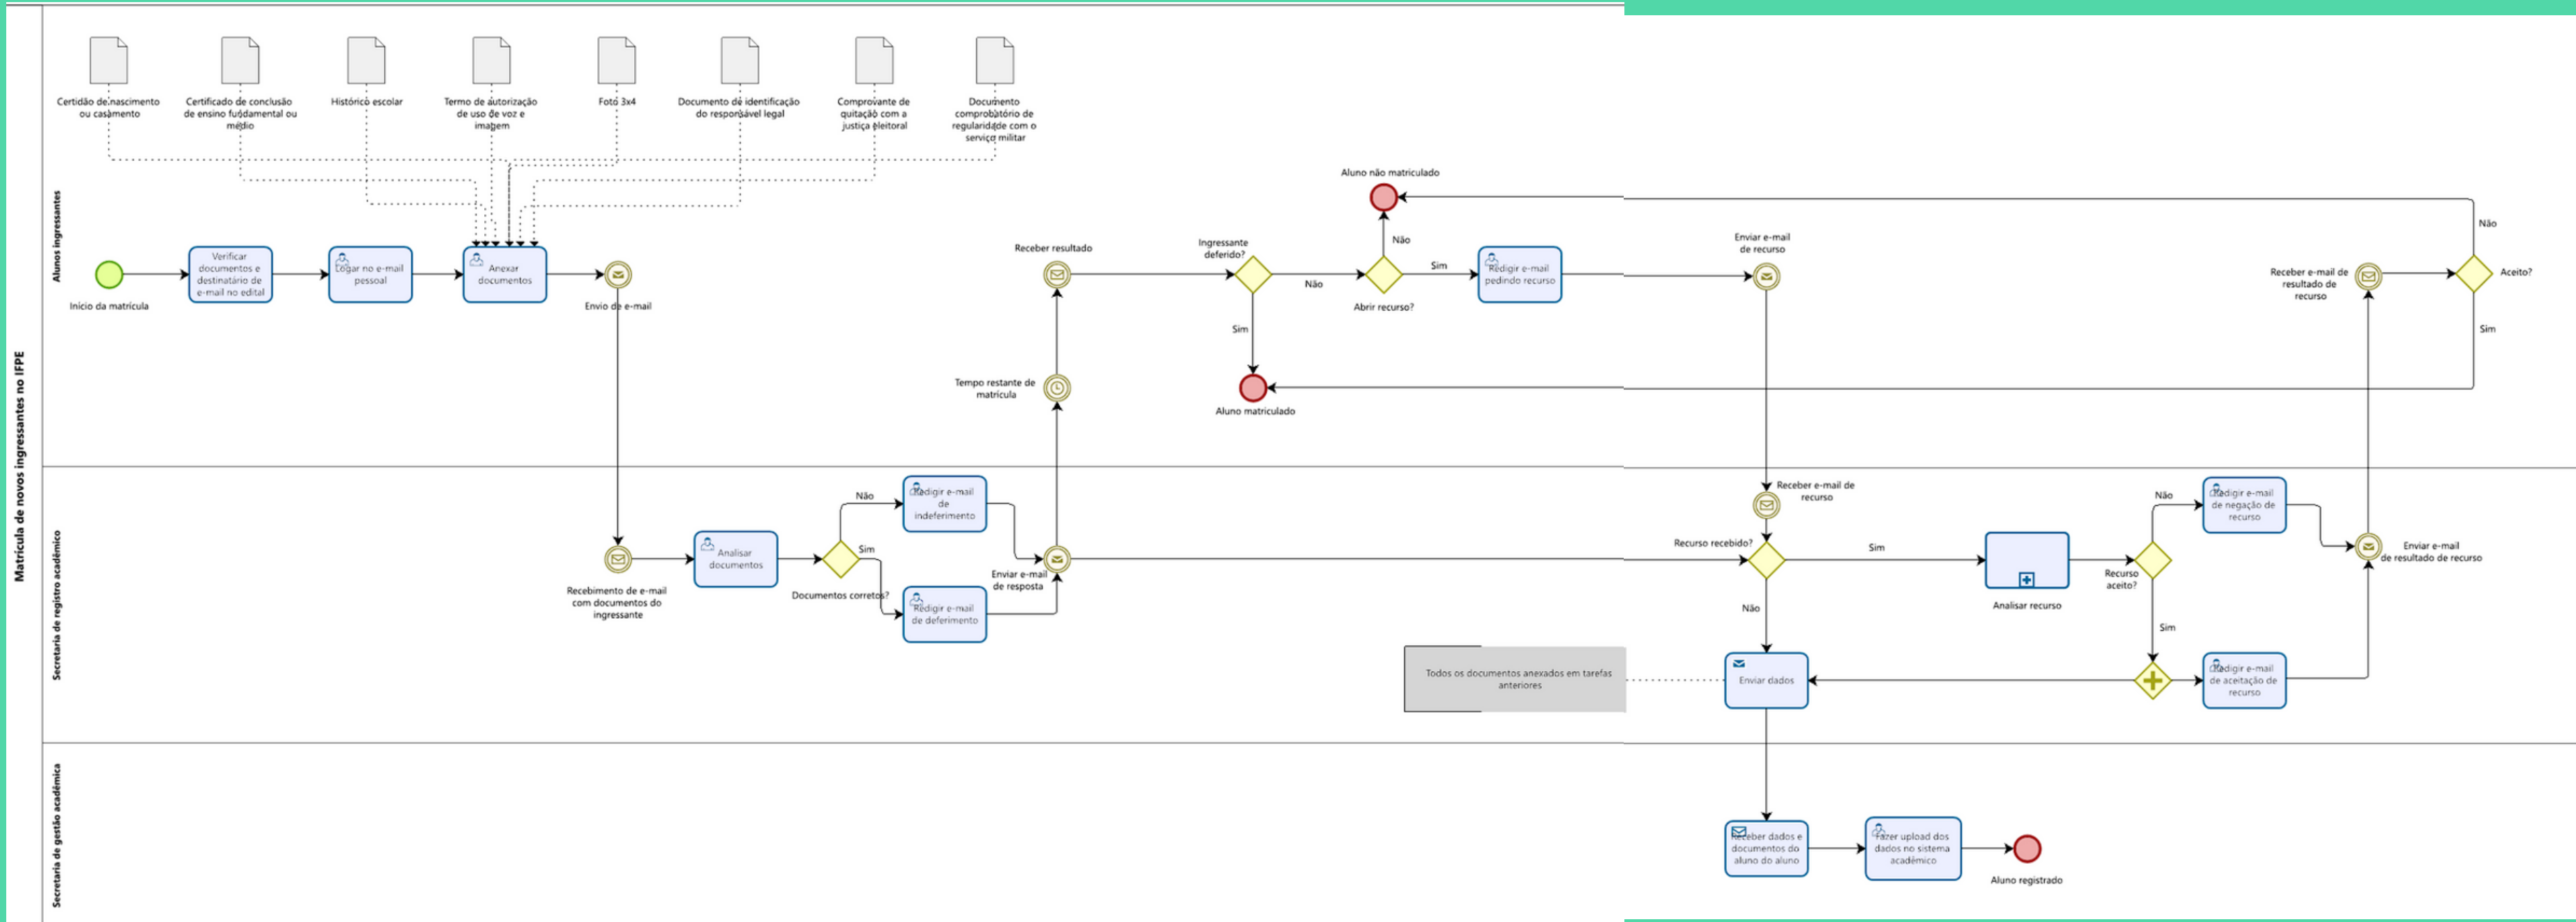 Matrícula de novos ingressantes no IFPE
Alunos ingressantes
Certidão de nascimento
ou casamento
Certificado de conclusão
de ensino fundamental ou
médio
Histórico escolar
Termo de autorização
de uso de voz e
imagem
Foto 3x4
Documento de identificação
do responsável legal
Comprovante de
quitação com a
justiça eleitoral
Documento
comprobatório de
regularidade com o
serviço militar
Início da matrícula
Verificar
documentos e
destinatário de
e-mail no edital
Logar no e-mail
pessoal
Anexar
documentos
Envio de e-mail
Receber resultado
Tempo restante de
matrícula
Ingressante
deferido?
Não
Sim
Aluno matriculado
Aluno não matriculado
Não
Abrir recurso?
Sim
Redigir e-mail
pedindo recurso
Enviar e-mail
de recurso
Receber e-mail de
resultado de
recurso
Aceito?
Não
Sim
Secretaria de registro acadêmico
Recebimento de e-mail
com documentos do
ingressante
Analisar
documentos
Documentos corretos?
Não
Sim
Redigir e-mail
de
indeferimento
Redigir e-mail
de deferimento
Enviar e-mail
de resposta
Receber e-mail de
recurso
Recurso recebido?
Sim
Não
Analisar recurso
Recurso
aceito?
Não
Sim
Redigir e-mail
de negação de
recurso
Redigir e-mail
de aceitação de
recurso
Enviar e-mail
de resultado de recurso
Todos os documentos anexados em tarefas
anteriores
Enviar dados
Secretaria de gestão acadêmica
Receber dados e
documentos do
aluno do aluno
Fazer upload dos
dados no sistema
acadêmico
Aluno registrado